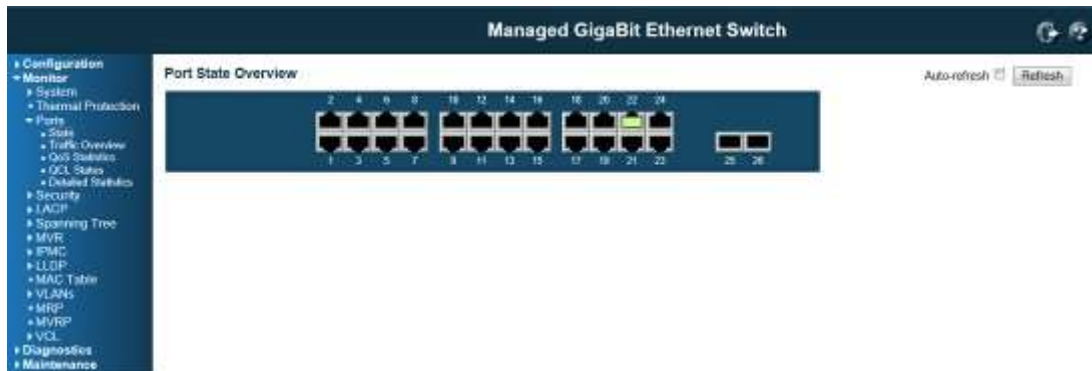 Managed GigaBit Ethernet Switch
Configuration
Monitor
System
Thermal Protection
Ports
State
Traffic Overview
QoS Statistics
QCL Status
Detailed Statistics
Security
LACP
Spanning Tree
MVR
IPMC
LLDP
MAC Table
VLANs
MRP
MVRP
VCL
Diagnostics
Maintenance
Port State Overview
Auto-refresh Refresh
2 4 6 8 10 12 14 16 18 20 22 24
1 3 5 7 9 11 13 15 17 19 21 23 25 26